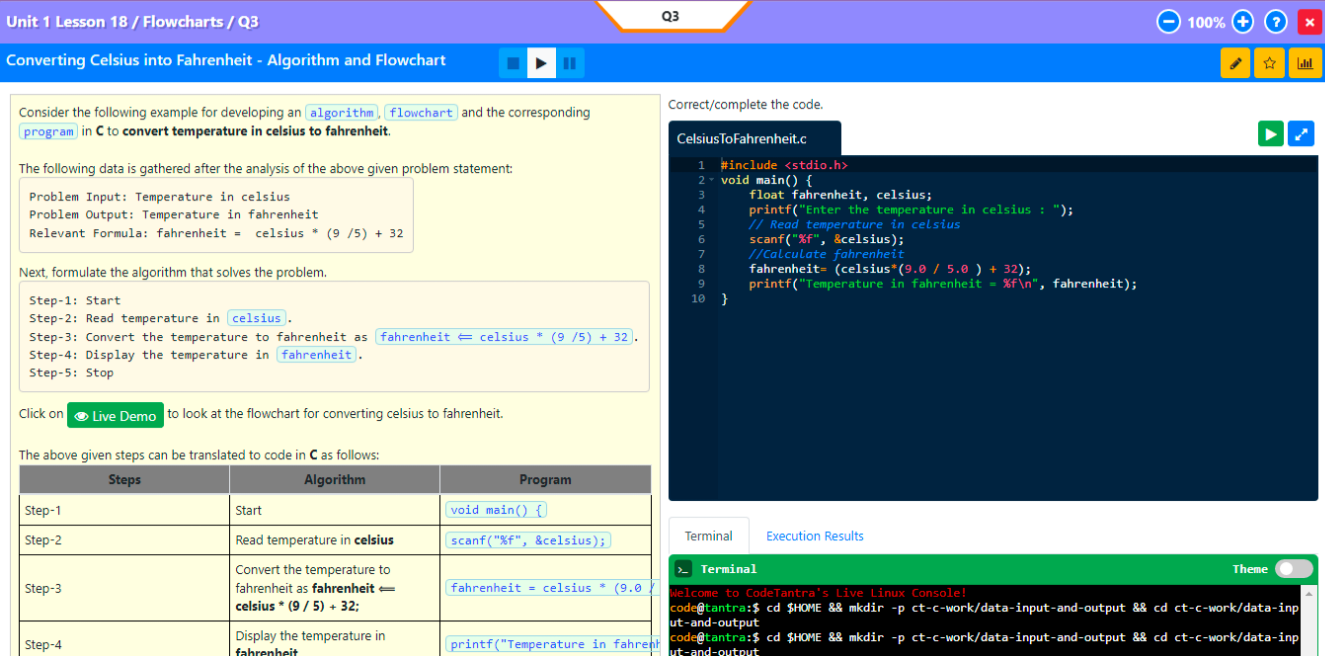 Unit 1 Lesson 18 / Flowcharts / Q3
Q3
100%
Converting Celsius into Fahrenheit - Algorithm and Flowchart
Consider the following example for developing an algorithm, flowchart and the corresponding
program in C to convert temperature in celsius to fahrenheit.
The following data is gathered after the analysis of the above given problem statement:
Problem Input: Temperature in celsius
Problem Output: Temperature in fahrenheit
Relevant Formula: fahrenheit =  celsius * (9 /5) + 32
Next, formulate the algorithm that solves the problem.
Step-1: Start
Step-2: Read temperature in celsius.
Step-3: Convert the temperature to fahrenheit as fahrenheit ⟸ celsius * (9 /5) + 32.
Step-4: Display the temperature in fahrenheit.
Step-5: Stop
Click on Live Demo to look at the flowchart for converting celsius to fahrenheit.
The above given steps can be translated to code in C as follows:
Steps Algorithm Program
Step-1 Start void main() {
Step-2 Read temperature in celsius scanf("%f", &celsius);
Step-3 Convert the temperature to
fahrenheit as fahrenheit ⟸
celsius * (9 / 5) + 32;
fahrenheit = celsius * (9.0 /
Step-4 Display the temperature in
fahrenheit
printf("Temperature in fahrenh
Correct/complete the code.
CelsiusToFahrenheit.c
1 #include <stdio.h>
2 void main() {
3 float fahrenheit, celsius;
4 printf("Enter the temperature in celsius : ");
5 // Read temperature in celsius
6 scanf("%f", &celsius);
7 //Calculate fahrenheit
8 fahrenheit= (celsius*(9.0 / 5.0 ) + 32);
9 printf("Temperature in fahrenheit = %f\n", fahrenheit);
10 }
Terminal Execution Results
Terminal Theme
Welcome to CodeTantra's Live Linux Console!
code@tantra:$ cd $HOME && mkdir -p ct-c-work/data-input-and-output && cd ct-c-work/data-inp
ut-and-output
code@tantra:$ cd $HOME && mkdir -p ct-c-work/data-input-and-output && cd ct-c-work/data-inp
ut-and-output